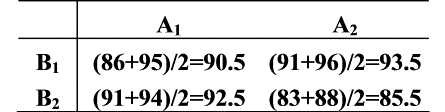 A₁ A₂
B₁ (86+95)/2=90.5 (91+96)/2=93.5
B₂ (91+94)/2=92.5 (83+88)/2=85.5